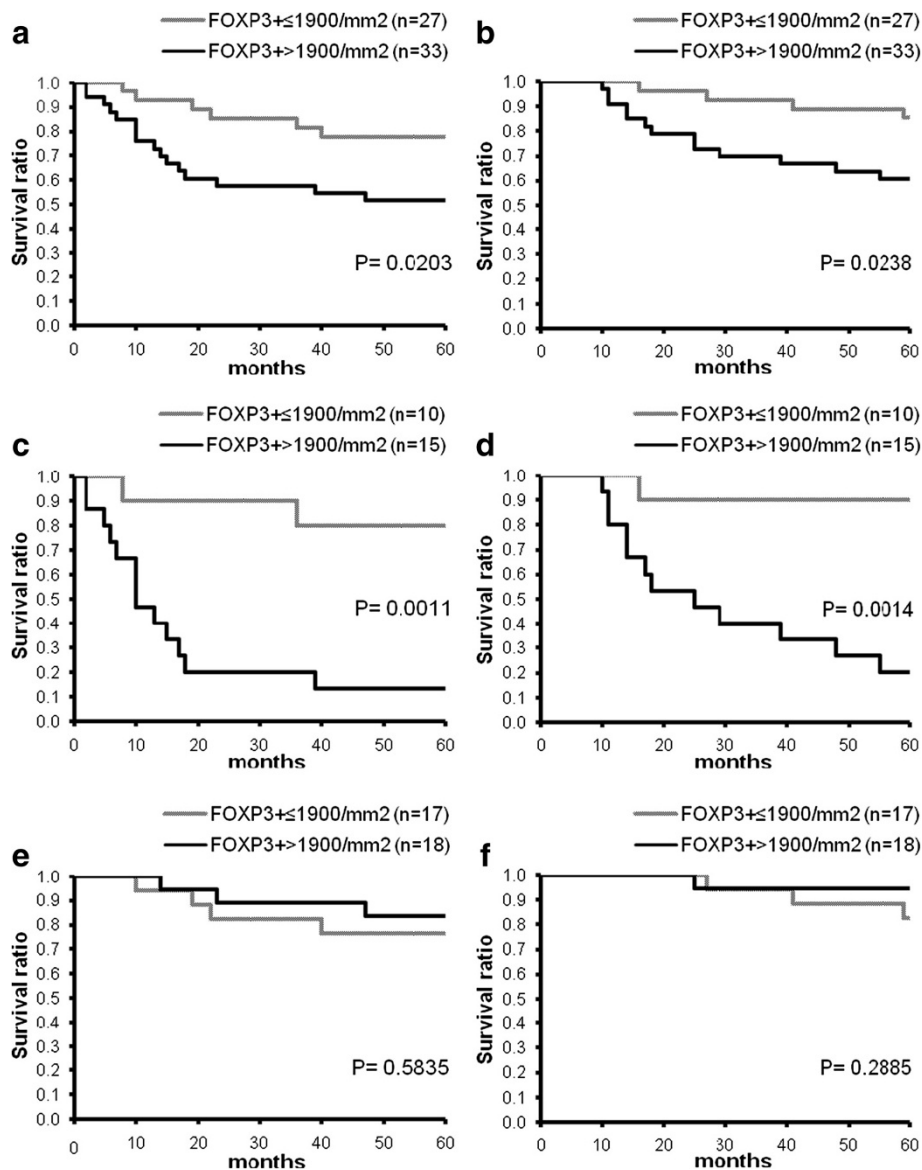 a
FOXP3+≤1900/mm2 (n=27)
FOXP3+>1900/mm2 (n=33)
Survival ratio
1.0
0.9
0.8
0.7
0.6
0.5
0.4
0.3
0.2
0.1
0.0
P= 0.0203
0 10 20 30 40 50 60
months
b
FOXP3+≤1900/mm2 (n=27)
FOXP3+>1900/mm2 (n=33)
Survival ratio
1.0
0.9
0.8
0.7
0.6
0.5
0.4
0.3
0.2
0.1
0.0
P= 0.0238
0 10 20 30 40 50 60
months
c
FOXP3+≤1900/mm2 (n=10)
FOXP3+>1900/mm2 (n=15)
Survival ratio
1.0
0.9
0.8
0.7
0.6
0.5
0.4
0.3
0.2
0.1
0.0
P= 0.0011
0 10 20 30 40 50 60
months
d
FOXP3+≤1900/mm2 (n=10)
FOXP3+>1900/mm2 (n=15)
Survival ratio
1.0
0.9
0.8
0.7
0.6
0.5
0.4
0.3
0.2
0.1
0.0
P= 0.0014
0 10 20 30 40 50 60
months
e
FOXP3+≤1900/mm2 (n=17)
FOXP3+>1900/mm2 (n=18)
Survival ratio
1.0
0.9
0.8
0.7
0.6
0.5
0.4
0.3
0.2
0.1
0.0
P= 0.5835
0 10 20 30 40 50 60
months
f
FOXP3+≤1900/mm2 (n=17)
FOXP3+>1900/mm2 (n=18)
Survival ratio
1.0
0.9
0.8
0.7
0.6
0.5
0.4
0.3
0.2
0.1
0.0
P= 0.2885
0 10 20 30 40 50 60
months